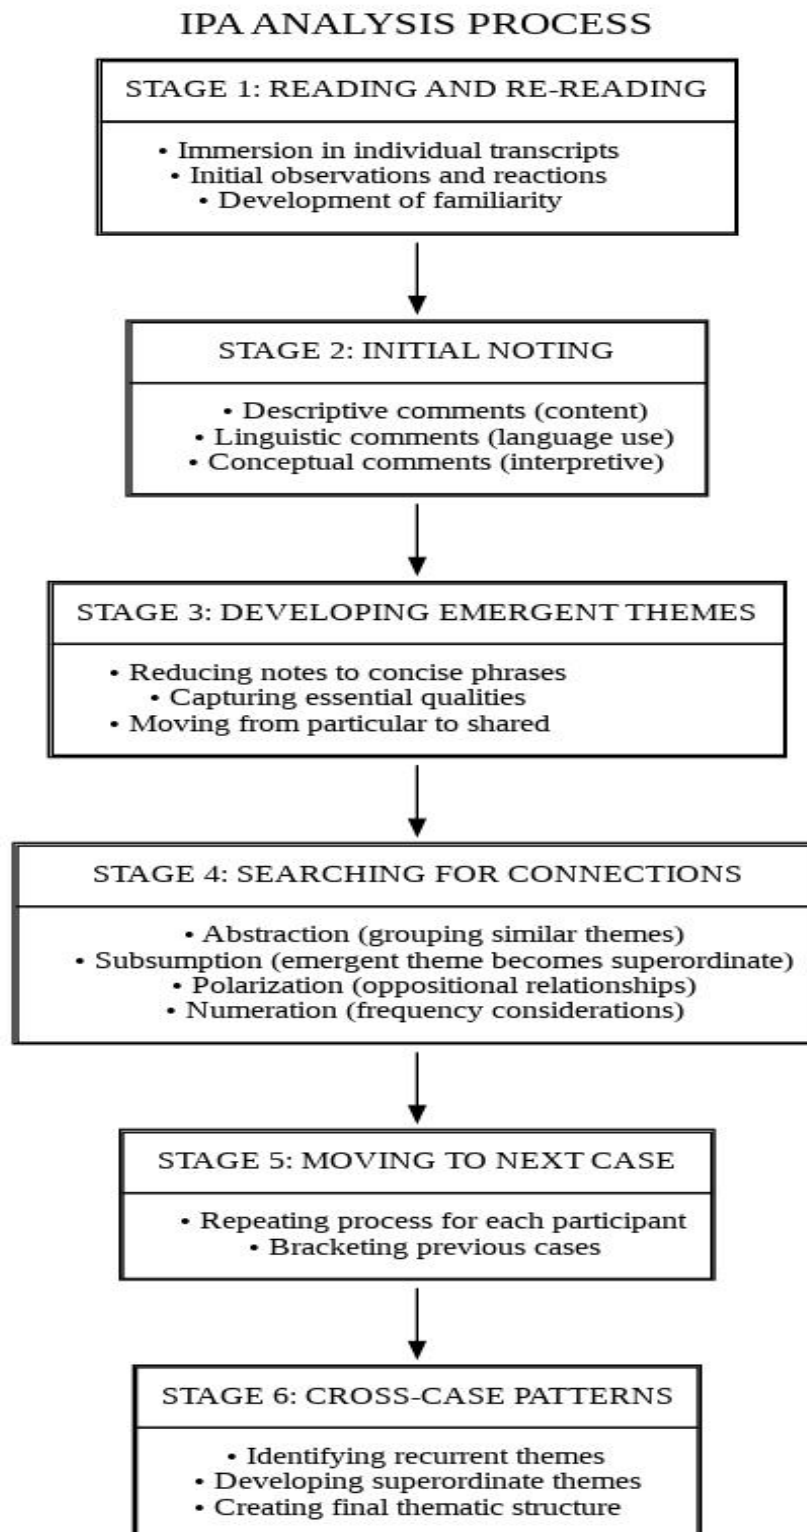 IPA ANALYSIS PROCESS
STAGE 1: READING AND RE-READING
• Immersion in individual transcripts
• Initial observations and reactions
• Development of familiarity
STAGE 2: INITIAL NOTING
• Descriptive comments (content)
• Linguistic comments (language use)
• Conceptual comments (interpretive)
STAGE 3: DEVELOPING EMERGENT THEMES
• Reducing notes to concise phrases
• Capturing essential qualities
• Moving from particular to shared
STAGE 4: SEARCHING FOR CONNECTIONS
• Abstraction (grouping similar themes)
• Subsumption (emergent theme becomes superordinate)
• Polarization (oppositional relationships)
• Numeration (frequency considerations)
STAGE 5: MOVING TO NEXT CASE
• Repeating process for each participant
• Bracketing previous cases
STAGE 6: CROSS-CASE PATTERNS
• Identifying recurrent themes
• Developing superordinate themes
• Creating final thematic structure